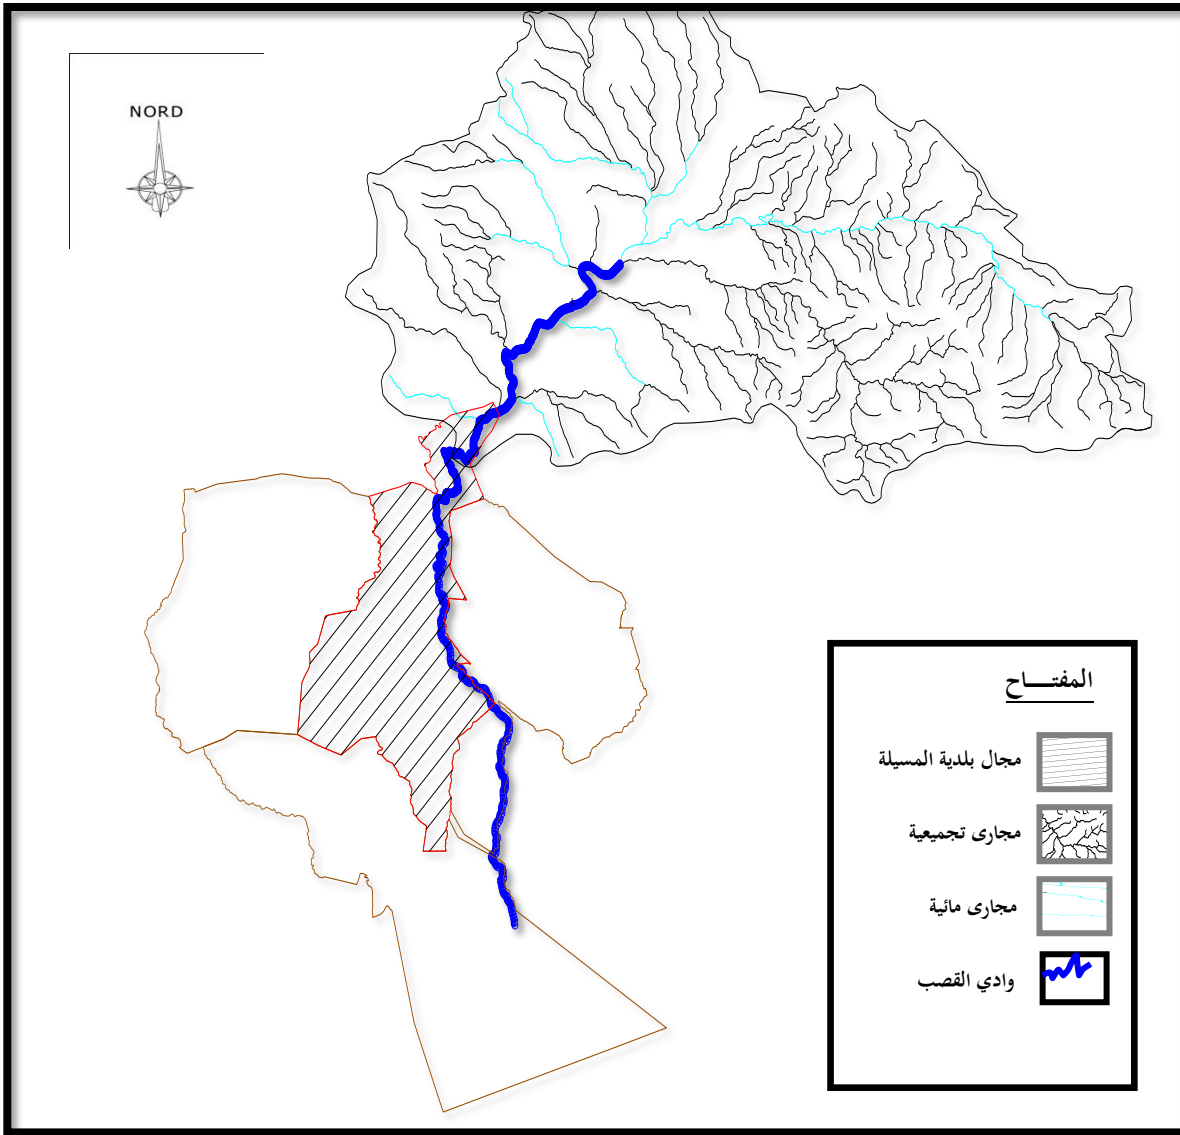 NORD
المفتـــاح
مجال بلدية المسيلة
مجارى تجميعية
مجارى مائية
وادي القصب